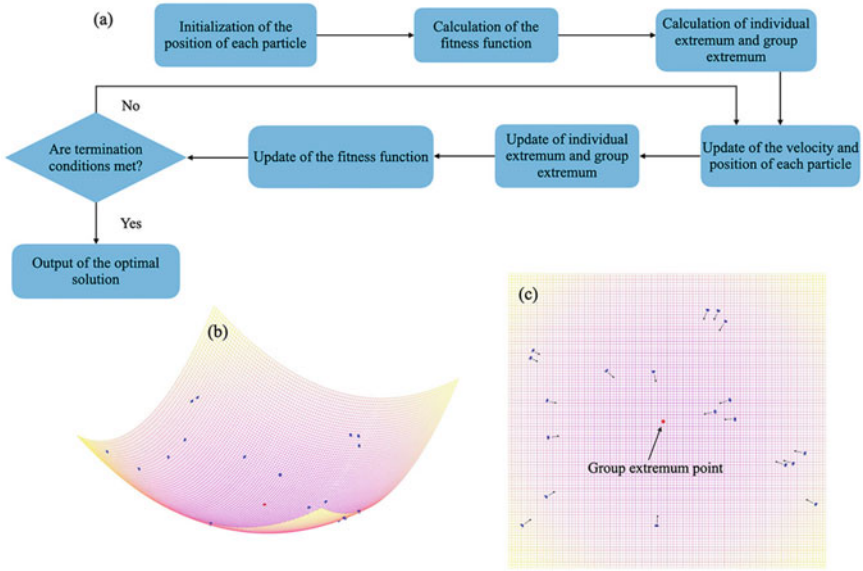 (a)
Initialization of the
position of each particle
Calculation of the
fitness function
Calculation of individual
extremum and group
extremum
No
Are termination
conditions met?
Update of the fitness function
Update of individual
extremum and group
extremum
Update of the velocity and
position of each particle
Yes
Output of the optimal
solution
(b)
(c)
Group extremum point